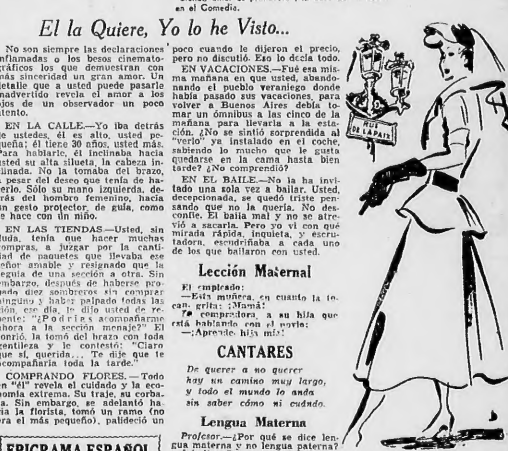 en el Comedie.
El la Quiere, Yo lo he Visto...
No son siempre las declaraciones
inflamadas o los besos cinemato-
gráficos los que demuestran con
más sinceridad un gran amor. Un
detalle que a usted puede pasarle
inadvertido revela el amor a los
ojos de un observador un poco
atento.
EN LA CALLE.—Yo iba detrás
de ustedes, él es alto, usted pe-
queña; él tiene 30 años, usted más.
Para hablarle, él inclinaba hacia
usted su alta silueta, la cabeza in-
clinada. No la tomaba del brazo,
a pesar del deseo que tenía de ha-
cerlo. Sólo su mano izquierda, de-
trás del hombro femenino, hacía
un gesto protector, de guía, como
se hace con un niño.
EN LAS TIENDAS.—Usted, sin
duda, tenía que hacer muchas
compras, a juzgar por la canti-
dad de paquetes que llevaba ese
señor amable y resignado que la
seguía de una sección a otra. Sin
embargo, después de haberse pro-
bado diez sombreros sin comprar
ninguno y haber palpado todas las
ese día, le dijo usted de re-
pente: "¿Podrías acompañarme
ahora a la sección menaje?" El
sonrió, la tomó del brazo con toda
gentileza y le contestó: "Claro
que sí, querida... Te dije que te
acompañaría toda la tarde."
COMPRANDO FLORES.—Todo
en "él" revela el cuidado y la eco-
nomía extrema. Su traje, su corba-
ta. Sin embargo, se adelantó ha-
cia la florista, tomó un ramo (no
era el más pequeño), palideció un
EPIGRAMA ESPAÑOL
poco cuando le dijeron el precio,
pero no discutió. Eso lo decía todo.
EN VACACIONES.—Fué esa mis-
ma mañana en que usted, abando-
nando el pueblo veraniego donde
había pasado sus vacaciones, para
volver a Buenos Aires debía to-
mar un ómnibus a las cinco de la
mañana para llevarla a la esta-
ción. ¿No se sintió sorprendida al
"verlo" ya instalado en el coche,
sabiendo lo mucho que le gusta
quedarse en la cama hasta bien
tarde? ¿No comprendió?
EN EL BAILE.—No la ha invi-
tado una sola vez a bailar. Usted,
decepcionada, se quedó triste pen-
sando que no la quería. No des-
confíe. El baila mal y no se atre-
vió a sacarla. Pero yo vi con qué
mirada rápida, inquieta, y escru-
tadora, escudriñaba a cada uno
de los que bailaron con usted.
Lección Maternal
El empleado:
—Esta muñeca, en cuanto la to-
can, grita: ¡Mamá!
La compradora, a su hija que
está hablando con el novio:
—¡Aprende, hija mía!
CANTARES
De querer a no querer
hay un camino muy largo,
y todo el mundo lo anda
sin saber cómo ni cuándo.
Lengua Materna
Profesor.—¿Por qué se dice len-
gua materna y no lengua paterna?
RUE
DE LA PAIX